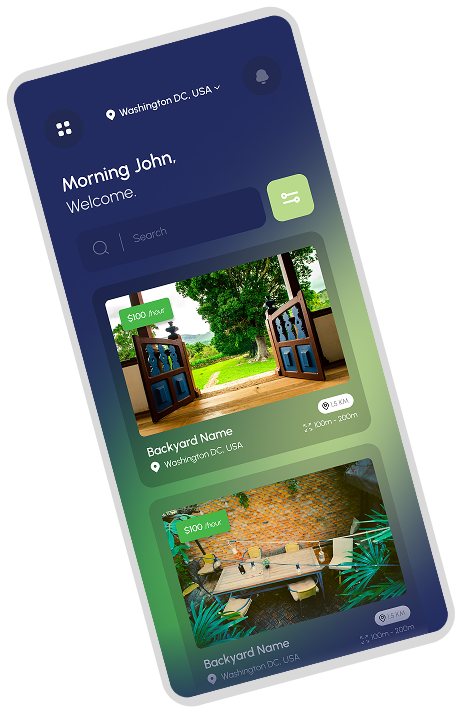 Washington DC, USA
Morning John,
Welcome.
Search
$100 /hour
1.5 KM
Backyard Name
100m - 200m
Washington DC, USA
$100 /hour
1.5 KM
Backyard Name
100m - 200m
Washington DC, USA